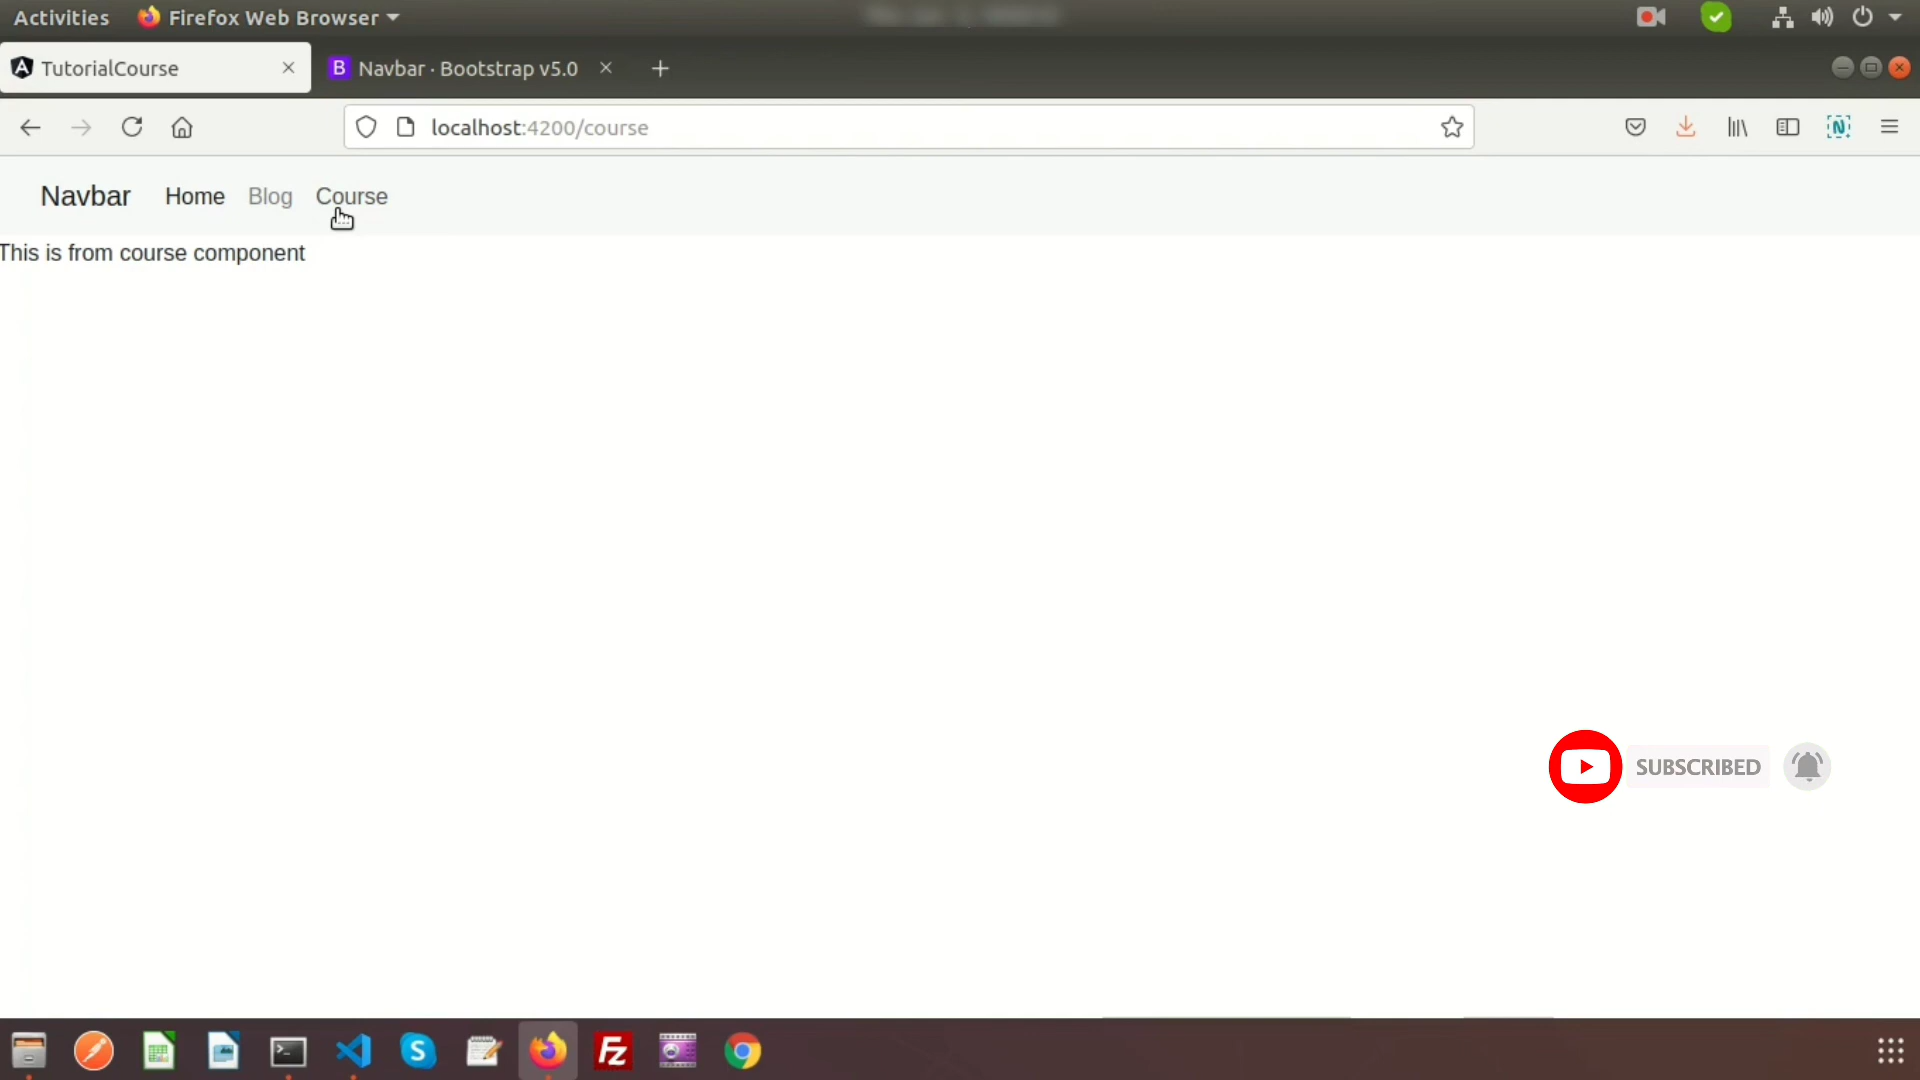 Activities Firefox Web Browser
TutorialCourse
B Navbar · Bootstrap v5.0
localhost:4200/course
N
Navbar Home Blog Course
This is from course component
SUBSCRIBED
S
Fz